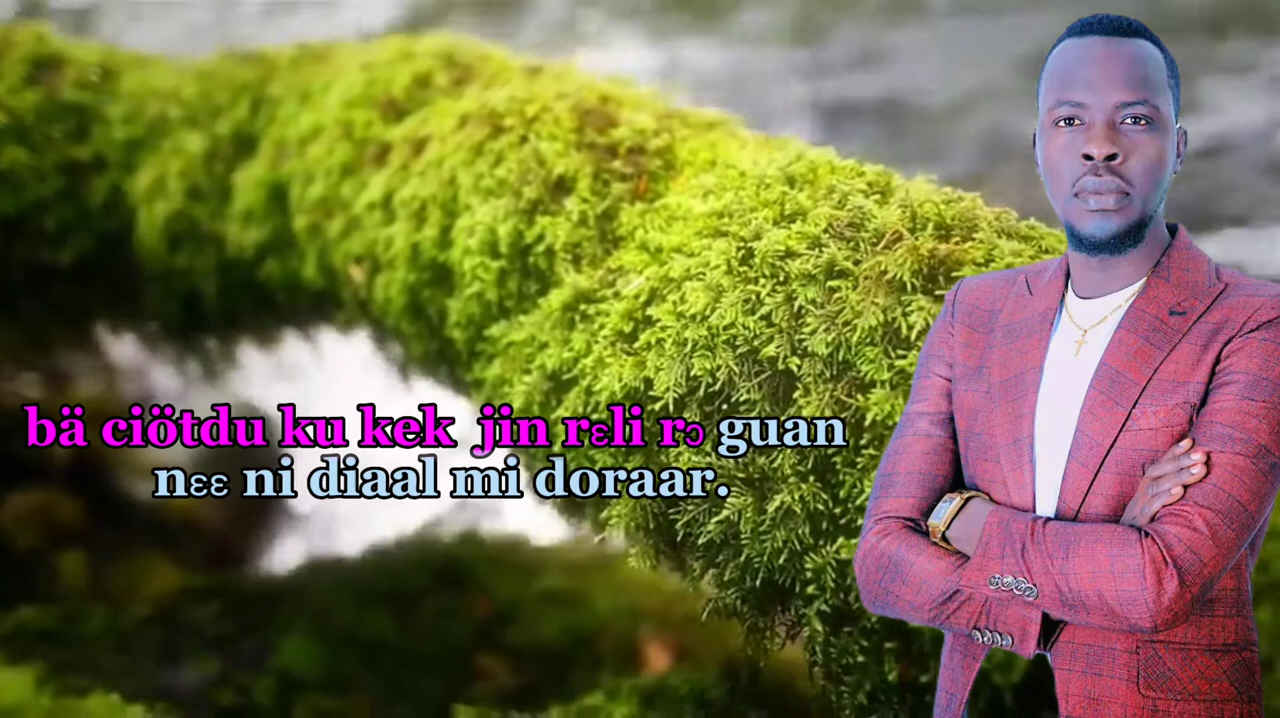 bä ciötdu ku kek jin rɛli rɔ guan
nɛɛ ni diaal mi doraar.